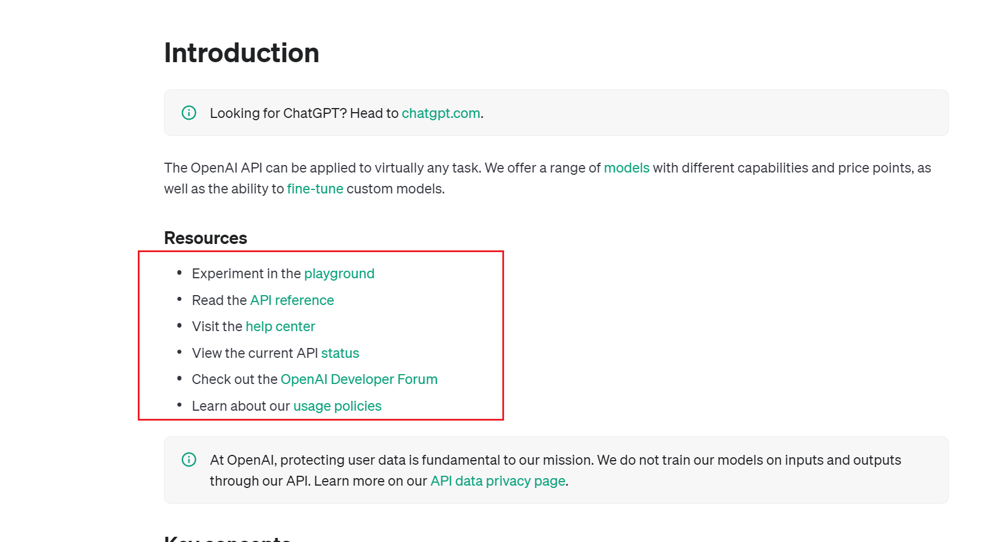 Introduction
Looking for ChatGPT? Head to chatgpt.com.
The OpenAI API can be applied to virtually any task. We offer a range of models with different capabilities and price points, as
well as the ability to fine-tune custom models.
Resources
• Experiment in the playground
• Read the API reference
• Visit the help center
• View the current API status
• Check out the OpenAI Developer Forum
• Learn about our usage policies
At OpenAI, protecting user data is fundamental to our mission. We do not train our models on inputs and outputs
through our API. Learn more on our API data privacy page.
Key concepts